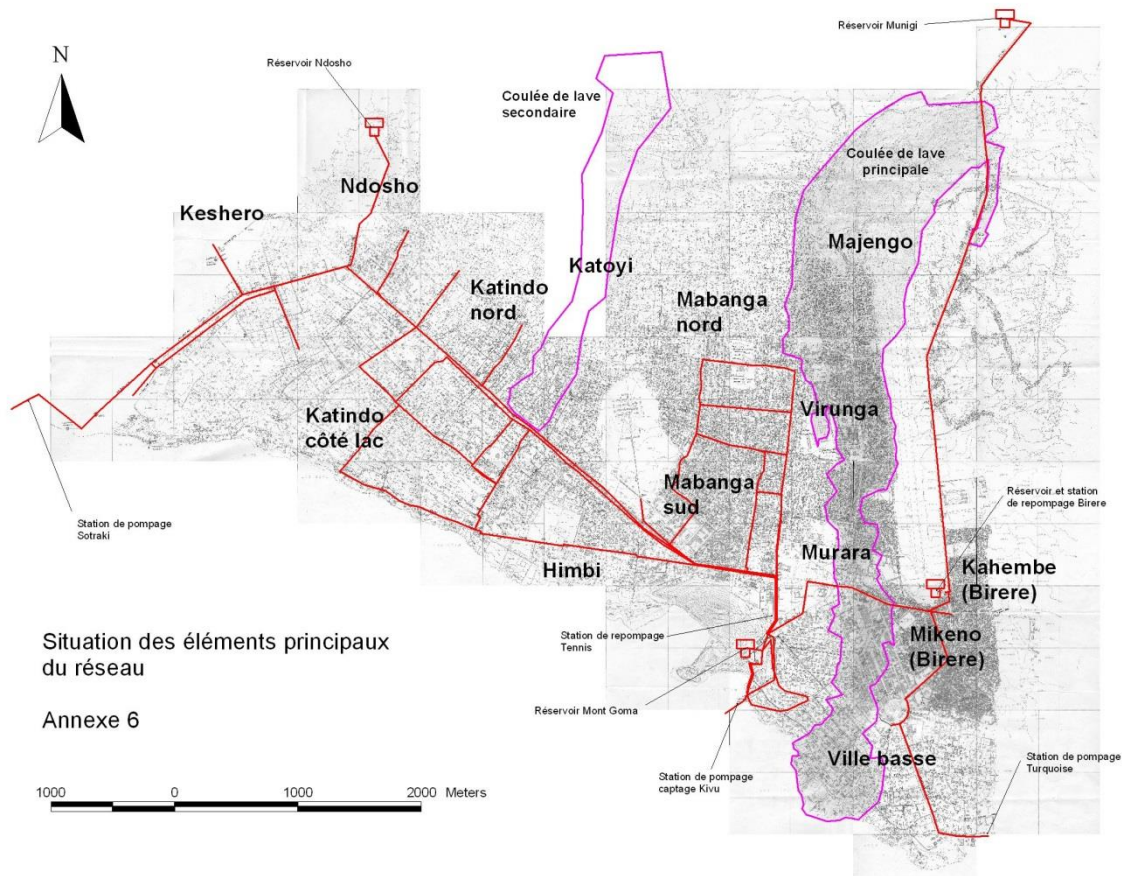 Réservoir Munigi
N
Réservoir Ndosho
Coulée de lave
secondaire
Coulée de lave
principale
Ndosho
Keshero
Majengo
Katoyi
Katindo
nord
Mabanga
nord
Virunga
Katindo
côté lac
Mabanga
sud
Réservoir et station
de repompage Birere
Station de pompage
Sotraki
Murara
Himbi
Kahembe
(Birere)
Situation des éléments principaux
du réseau
Station de repompage
Tennis
Mikeno
(Birere)
Réservoir Mont Goma
Annexe 6
Ville basse
Station de pompage
captage Kivu
Station de pompage
Turquoise
1000 0 1000 2000 Meters